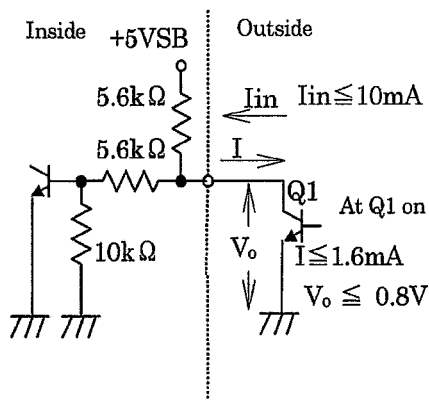 Inside
Outside
+5VSB
5.6kΩ
Iin
Iin≦10mA
5.6kΩ
I
Q1
At Q1 on
10kΩ
Vo
I≦1.6mA
Vo ≦ 0.8V